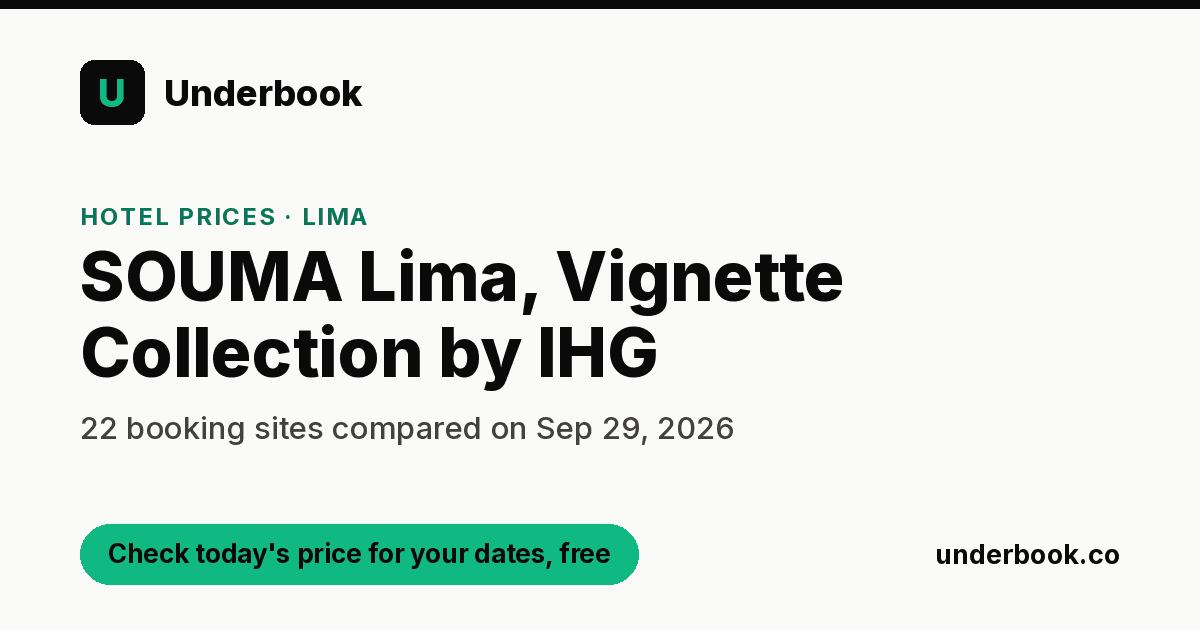 U Underbook
HOTEL PRICES · LIMA
SOUMA Lima, Vignette
Collection by IHG
22 booking sites compared on Sep 29, 2026
Check today's price for your dates, free
underbook.co